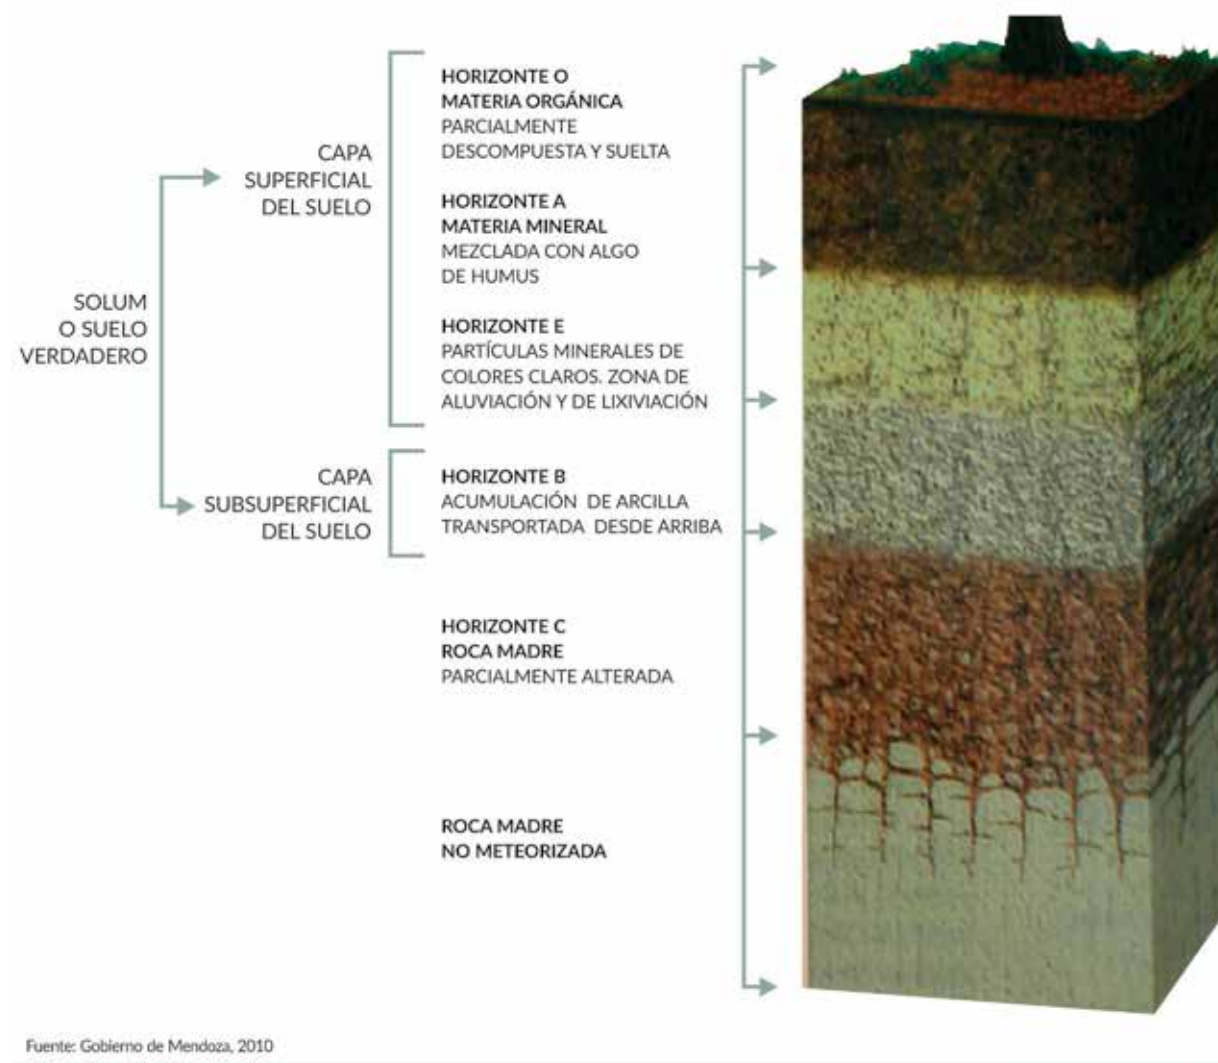 HORIZONTE O
MATERIA ORGÁNICA
PARCIALMENTE
DESCOMPUESTA Y SUELTA
CAPA
SUPERFICIAL
DEL SUELO
HORIZONTE A
MATERIA MINERAL
MEZCLADA CON ALGO
DE HUMUS
SOLUM
O SUELO
VERDADERO
HORIZONTE E
PARTÍCULAS MINERALES DE
COLORES CLAROS. ZONA DE
ALUVIACIÓN Y DE LIXIVIACIÓN
CAPA
SUBSUPERFICIAL
DEL SUELO
HORIZONTE B
ACUMULACIÓN DE ARCILLA
TRANSPORTADA DESDE ARRIBA
HORIZONTE C
ROCA MADRE
PARCIALMENTE ALTERADA
ROCA MADRE
NO METEORIZADA
Fuente: Gobierno de Mendoza, 2010